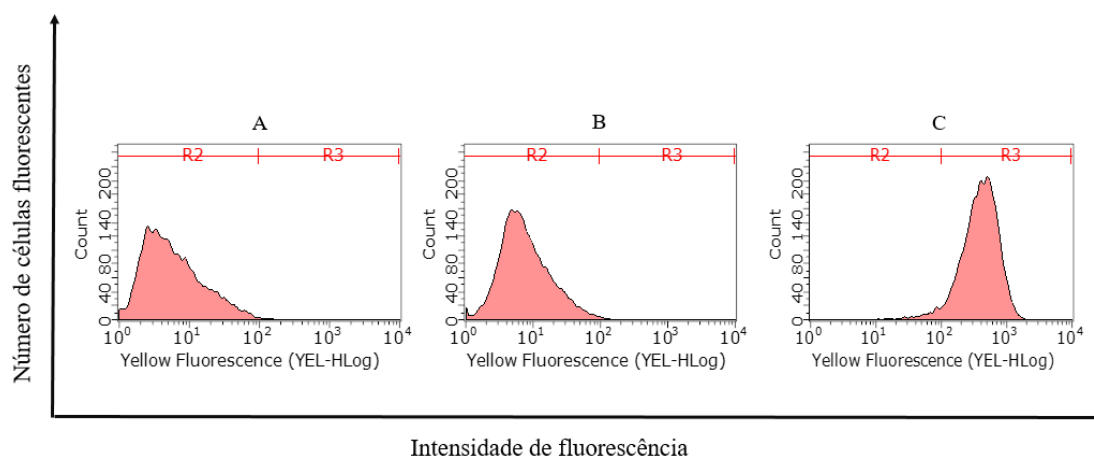 Número de células fluorescentes
A
R2 R3
Count
0 40 80 140 200
10⁰ 10¹ 10² 10³ 10⁴
Yellow Fluorescence (YEL-HLog)
B
R2 R3
Count
0 40 80 140 200
10⁰ 10¹ 10² 10³ 10⁴
Yellow Fluorescence (YEL-HLog)
C
R2 R3
Count
0 40 80 140 200
10⁰ 10¹ 10² 10³ 10⁴
Yellow Fluorescence (YEL-HLog)
Intensidade de fluorescência